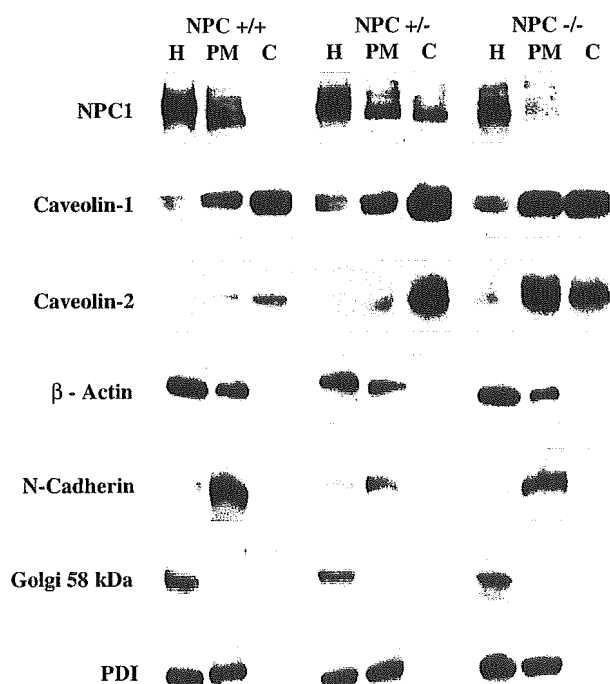 NPC +/+ NPC +/- NPC -/-
H PM C H PM C H PM C
NPC1
Caveolin-1
Caveolin-2
β - Actin
N-Cadherin
Golgi 58 kDa
PDI